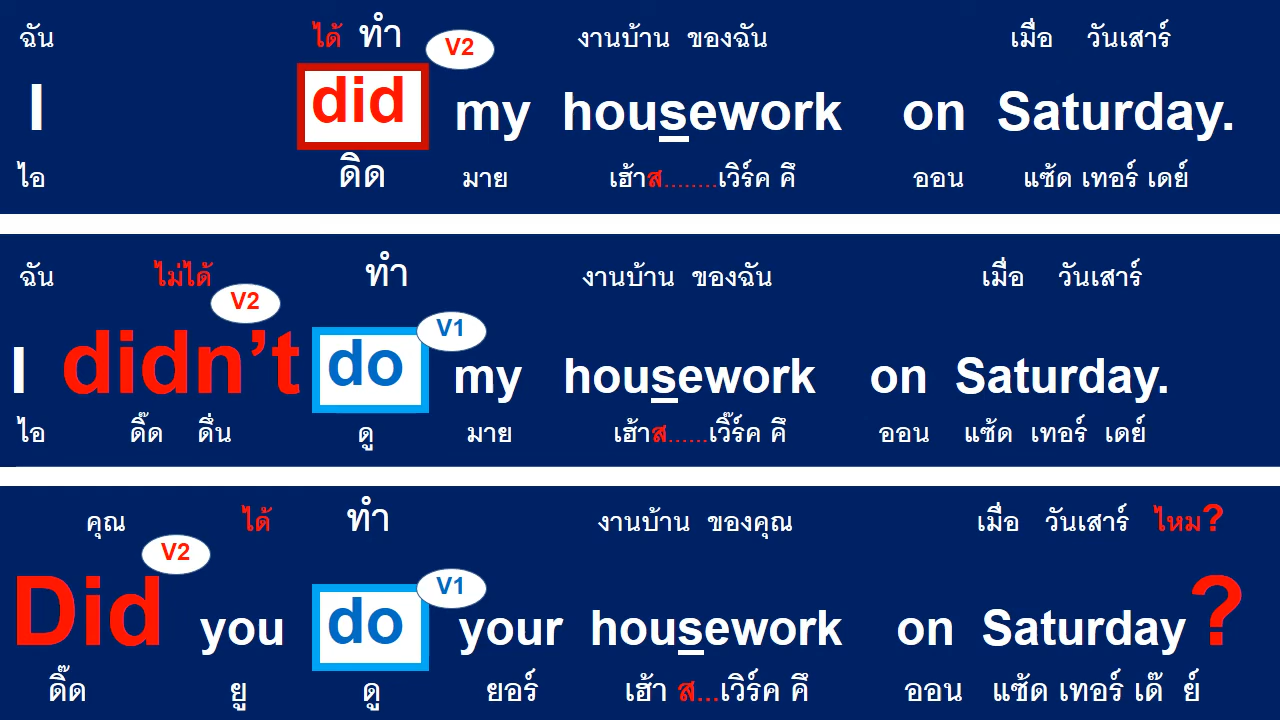 ฉัน ได้ ทำ งานบ้าน ของฉัน เมื่อ วันเสาร์
V2
I did my housework on Saturday.
ไอ ดิด มาย เฮ้าส........เวิร์ค คึ ออน แซ้ด เทอร์ เดย์
ฉัน ไม่ได้ ทำ งานบ้าน ของฉัน เมื่อ วันเสาร์
V2 V1
I didn’t do my housework on Saturday.
ไอ ดิ๊ด ดึ่น ดู มาย เฮ้าส......เวิ๊ร์ค คึ ออน แซ้ด เทอร์ เดย์
คุณ ได้ ทำ งานบ้าน ของคุณ เมื่อ วันเสาร์ ไหม?
V2 V1
Did you do your housework on Saturday?
ดิ๊ด ยู ดู ยอร์ เฮ้า ส...เวิร์ค คึ ออน แซ้ด เทอร์ เด๊ ย์